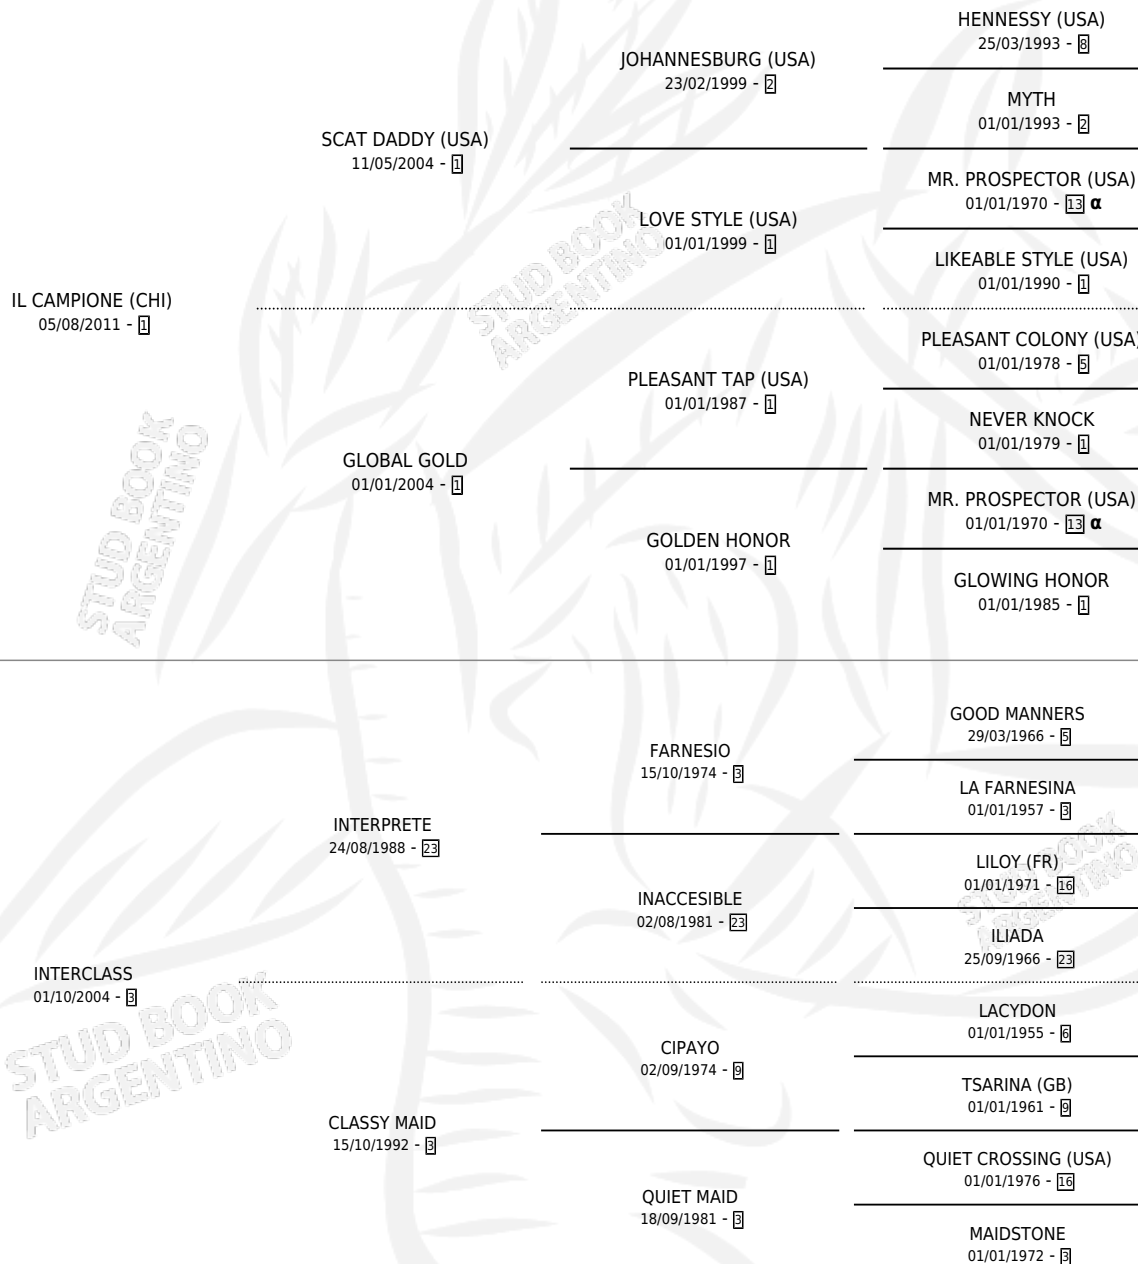 HENNESSY (USA)
25/03/1993 - 8
JOHANNESBURG (USA)
23/02/1999 - 2
MYTH
01/01/1993 - 2
SCAT DADDY (USA)
11/05/2004 - 1
MR. PROSPECTOR (USA)
01/01/1970 - 13 α
LOVE STYLE (USA)
01/01/1999 - 1
LIKEABLE STYLE (USA)
01/01/1990 - 1
IL CAMPIONE (CHI)
05/08/2011 - 1
PLEASANT COLONY (USA)
01/01/1978 - 5
PLEASANT TAP (USA)
01/01/1987 - 1
NEVER KNOCK
01/01/1979 - 1
GLOBAL GOLD
01/01/2004 - 1
MR. PROSPECTOR (USA)
01/01/1970 - 13 α
GOLDEN HONOR
01/01/1997 - 1
GLOWING HONOR
01/01/1985 - 1
GOOD MANNERS
29/03/1966 - 5
FARNESIO
15/10/1974 - 3
LA FARNESINA
01/01/1957 - 3
INTERPRETE
24/08/1988 - 23
LILOY (FR)
01/01/1971 - 16
INACCESIBLE
02/08/1981 - 23
ILIADA
25/09/1966 - 23
INTERCLASS
01/10/2004 - 3
LACYDON
01/01/1955 - 6
CIPAYO
02/09/1974 - 9
TSARINA (GB)
01/01/1961 - 9
CLASSY MAID
15/10/1992 - 3
QUIET CROSSING (USA)
01/01/1976 - 16
QUIET MAID
18/09/1981 - 3
MAIDSTONE
01/01/1972 - 3
STUD BOOK
ARGENTINO
STUD BOOK
ARGENTINO
STUD BOOK
ARGENTINO
STUD BOOK
ARGENTINO